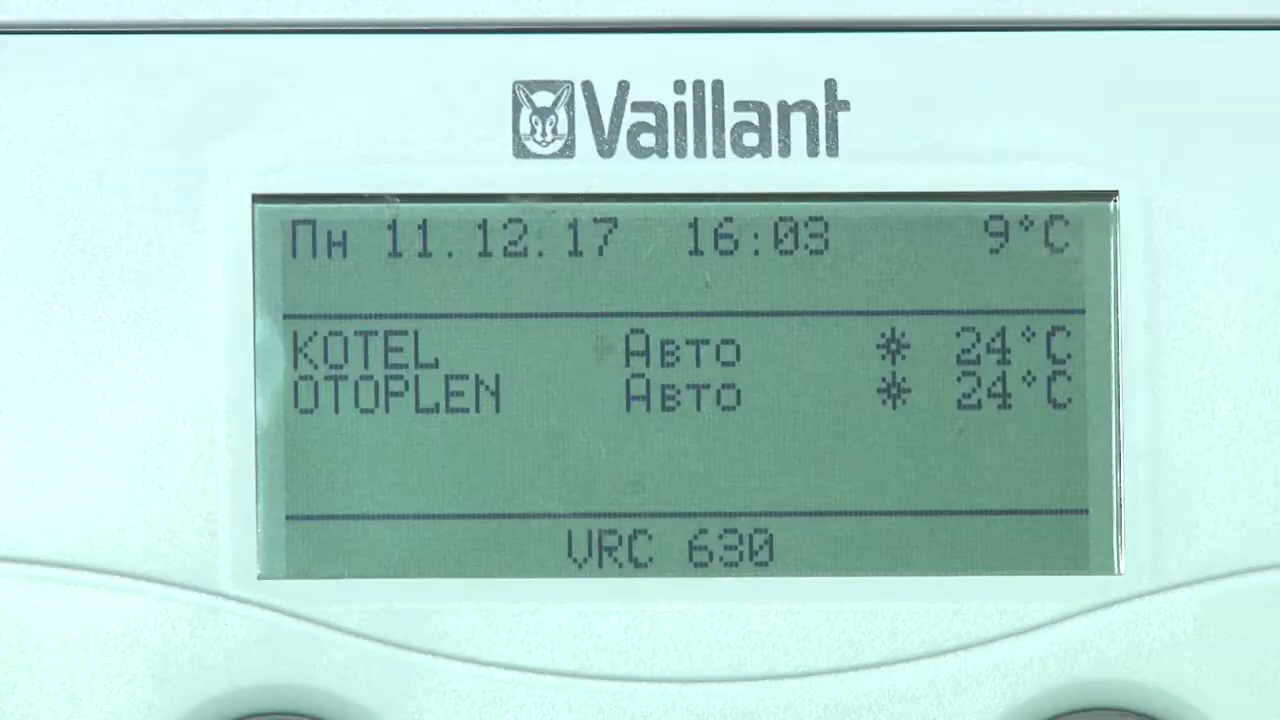 Vaillant
Пн 11.12.17 16:03 9°C
KOTEL Авто 24°C
OTOPLEN Авто 24°C
VRC 630